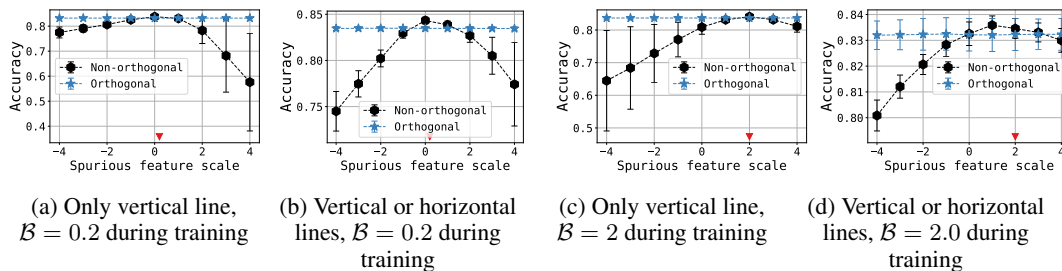 Accuracy
0.8
0.7
0.6
0.5
0.4
Non-orthogonal
Orthogonal
−4 −2 0 2 4
Spurious feature scale
(a) Only vertical line,
B = 0.2 during training
Accuracy
0.85
0.80
0.75
Non-orthogonal
Orthogonal
−4 −2 0 2 4
Spurious feature scale
(b) Vertical or horizontal
lines, B = 0.2 during
training
Accuracy
0.8
0.7
0.6
0.5
Non-orthogonal
Orthogonal
−4 −2 0 2 4
Spurious feature scale
(c) Only vertical line,
B = 2 during training
Accuracy
0.84
0.83
0.82
0.81
0.80
Non-orthogonal
Orthogonal
−4 −2 0 2 4
Spurious feature scale
(d) Vertical or horizontal
lines, B = 2.0 during
training